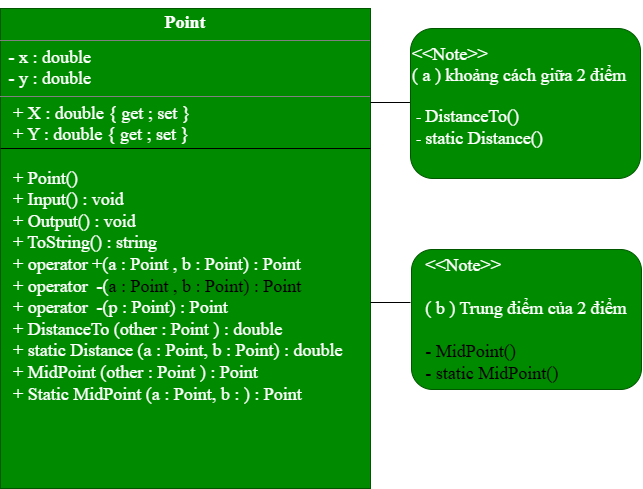 Point
- x : double
- y : double
+ X : double { get ; set }
+ Y : double { get ; set }
+ Point()
+ Input() : void
+ Output() : void
+ ToString() : string
+ operator +(a : Point , b : Point) : Point
+ operator  -(a : Point , b : Point) : Point
+ operator  -(p : Point) : Point
+ DistanceTo (other : Point ) : double
+ static Distance (a : Point, b : Point) : double
+ MidPoint (other : Point ) : Point
+ Static MidPoint (a : Point, b : ) : Point
<<Note>>
( a ) khoảng cách giữa 2 điểm
- DistanceTo()
- static Distance()
<<Note>>
( b ) Trung điểm của 2 điểm
- MidPoint()
- static MidPoint()